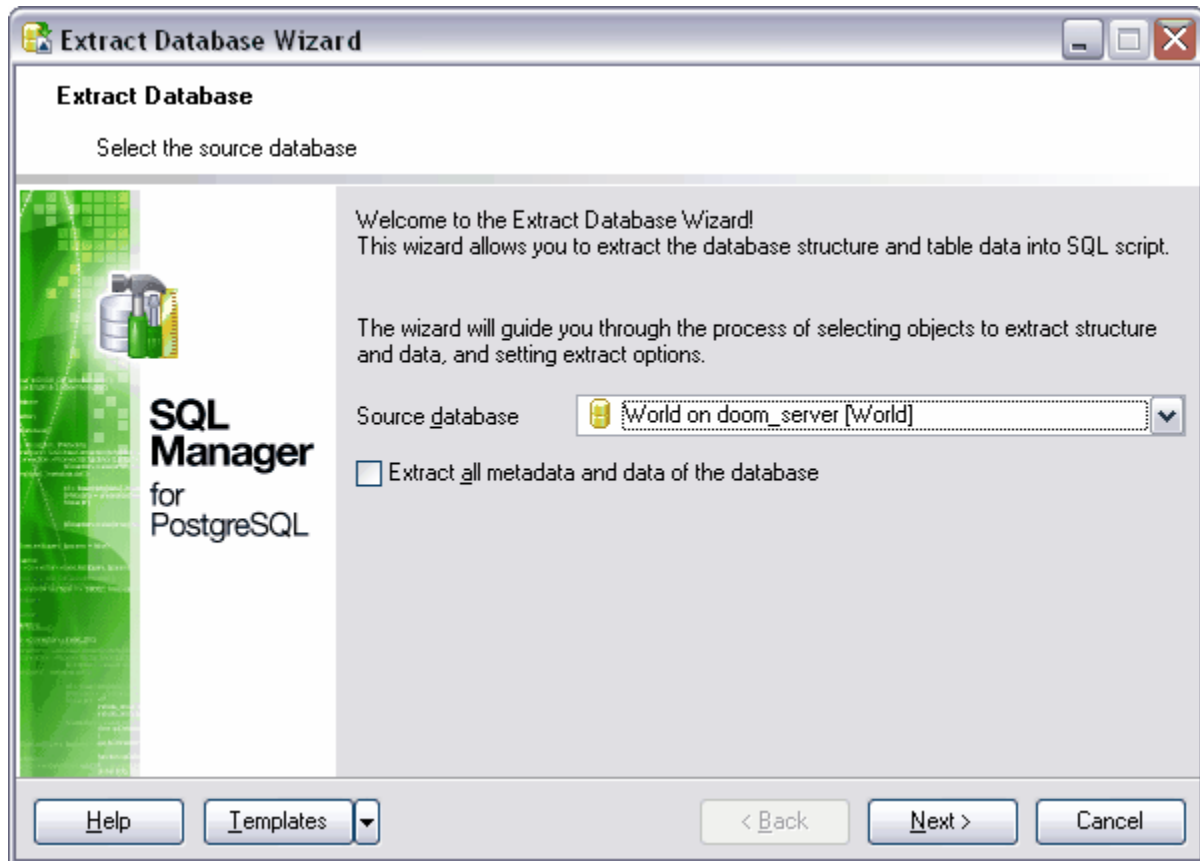 Extract Database Wizard
Extract Database
Select the source database
Welcome to the Extract Database Wizard!
This wizard allows you to extract the database structure and table data into SQL script.
The wizard will guide you through the process of selecting objects to extract structure
and data, and setting extract options.
Source database
World on doom_server [World]
Extract all metadata and data of the database
SQL
Manager
for
PostgreSQL
Help
Templates
< Back
Next >
Cancel